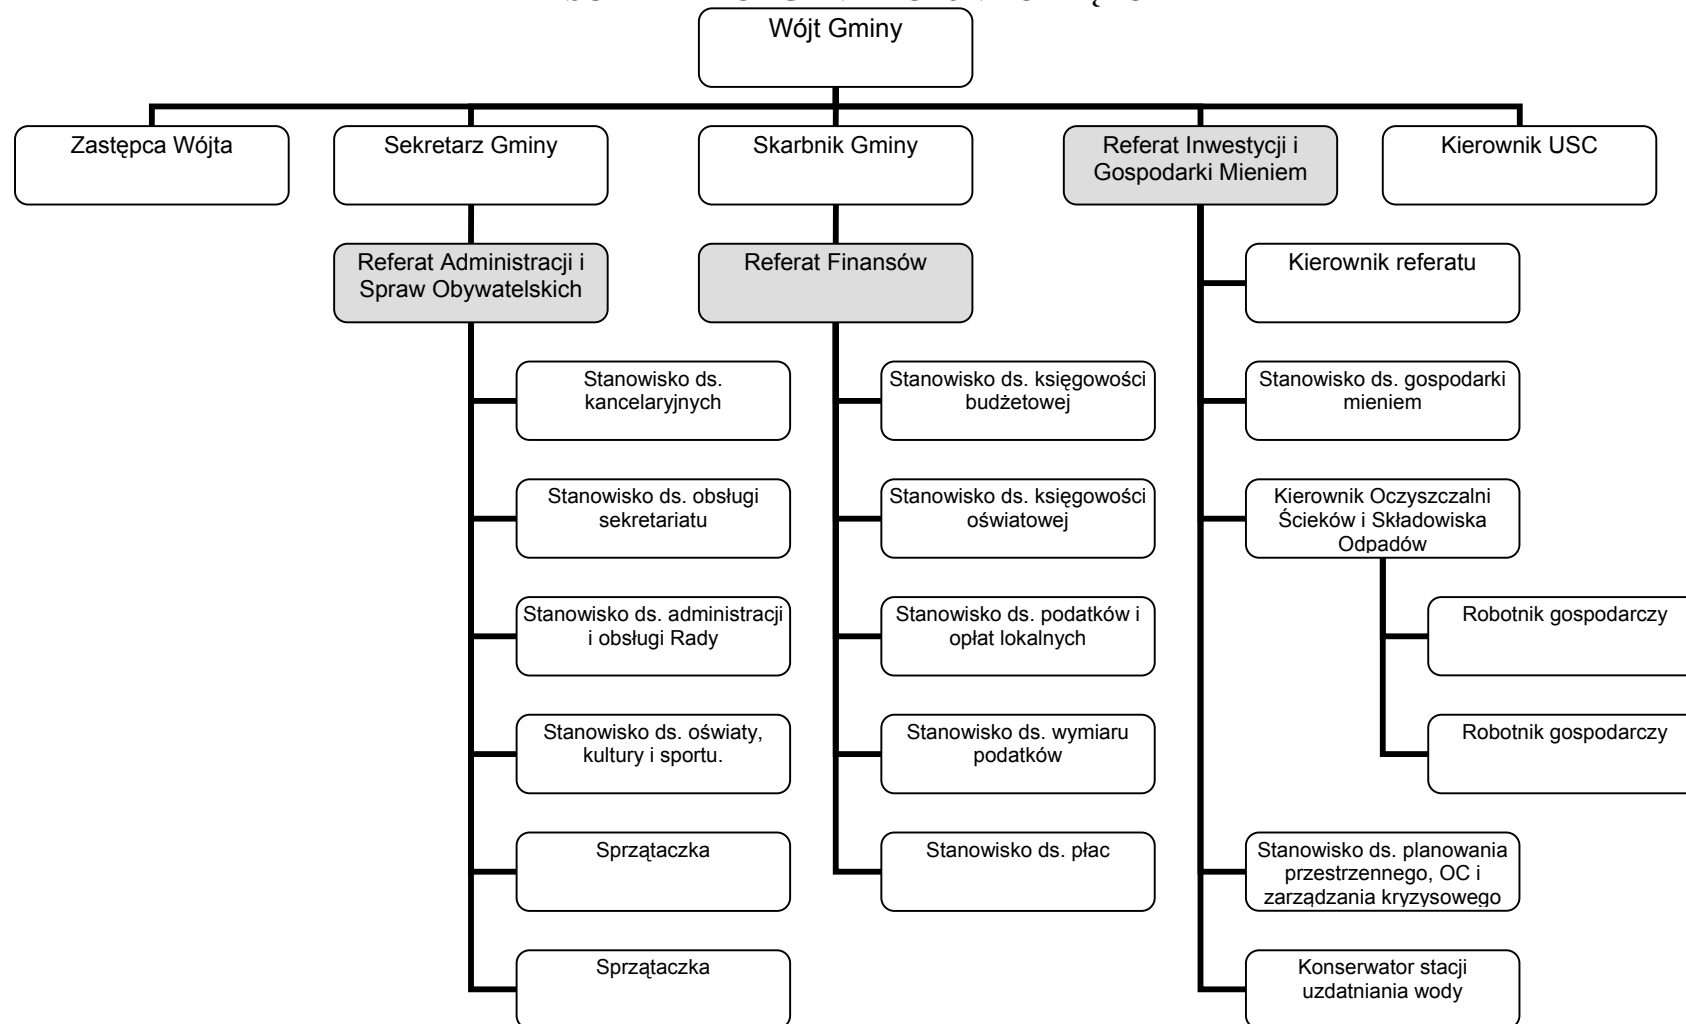 Wójt Gminy
Zastępca Wójta
Sekretarz Gminy
Skarbnik Gminy
Referat Inwestycji i
Gospodarki Mieniem
Kierownik USC
Referat Administracji i
Spraw Obywatelskich
Referat Finansów
Kierownik referatu
Stanowisko ds.
kancelaryjnych
Stanowisko ds. księgowości
budżetowej
Stanowisko ds. gospodarki
mieniem
Stanowisko ds. obsługi
sekretariatu
Stanowisko ds. księgowości
oświatowej
Kierownik Oczyszczalni
Ścieków i Składowiska
Odpadów
Stanowisko ds. administracji
i obsługi Rady
Stanowisko ds. podatków i
opłat lokalnych
Robotnik gospodarczy
Stanowisko ds. oświaty,
kultury i sportu.
Stanowisko ds. wymiaru
podatków
Robotnik gospodarczy
Sprzątaczka
Stanowisko ds. płac
Stanowisko ds. planowania
przestrzennego, OC i
zarządzania kryzysowego
Sprzątaczka
Konserwator stacji
uzdatniania wody